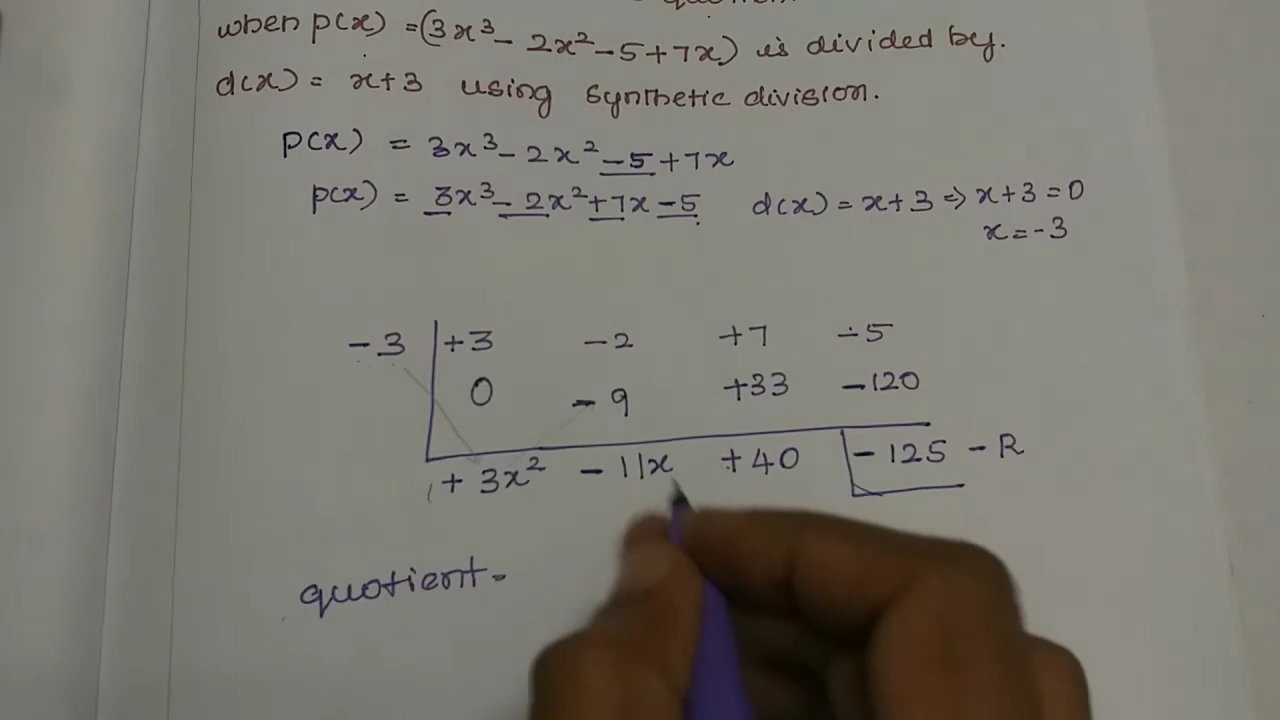 when p(x) = (3x³ - 2x² - 5 + 7x) is divided by.
d(x) = x+3 using synthetic division.
p(x) = 3x³ - 2x² - 5 + 7x
p(x) = 3x³ - 2x² + 7x - 5 d(x) = x+3 ⇒ x+3 = 0
x = -3
-3 | +3 -2 +7 -5
0 -9 +33 -120
+3x² -11x +40 |-125 - R
quotient -